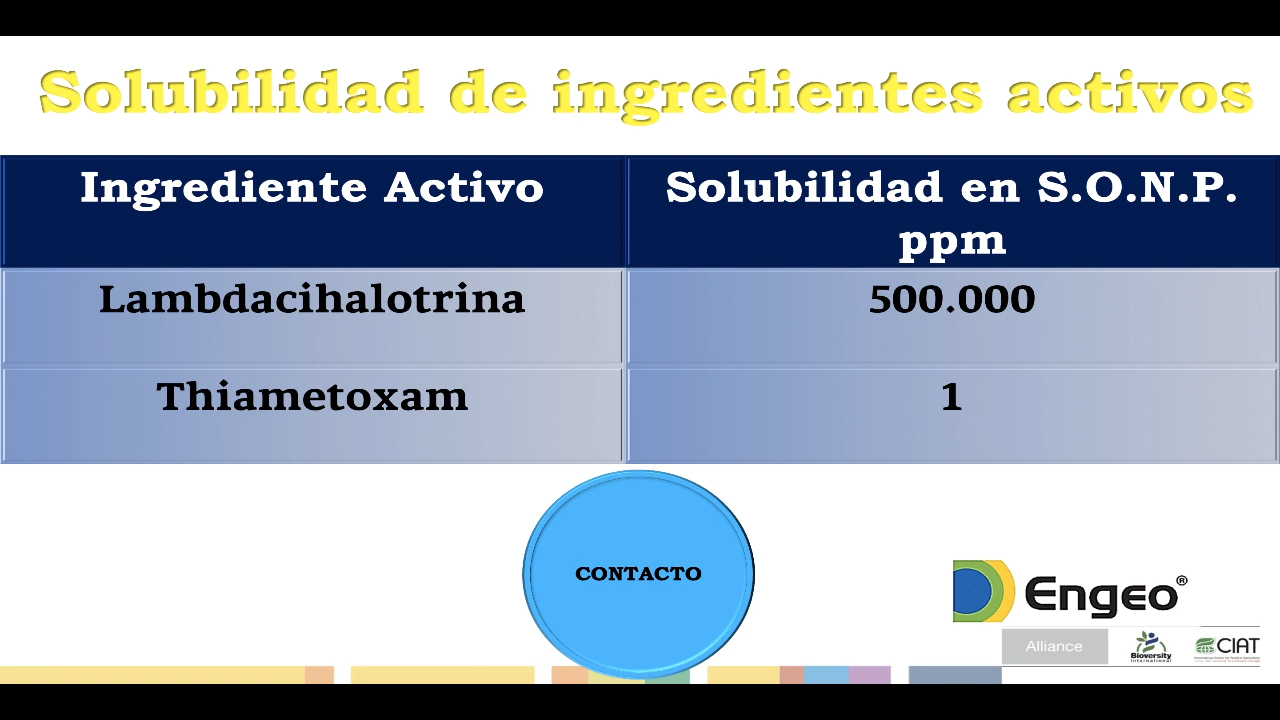 Solubilidad de ingredientes activos
Ingrediente Activo
Solubilidad en S.O.N.P.
ppm
Lambdacihalotrina
500.000
Thiametoxam
1
CONTACTO
Engeo®
Alliance
Bioversity
International
CIAT